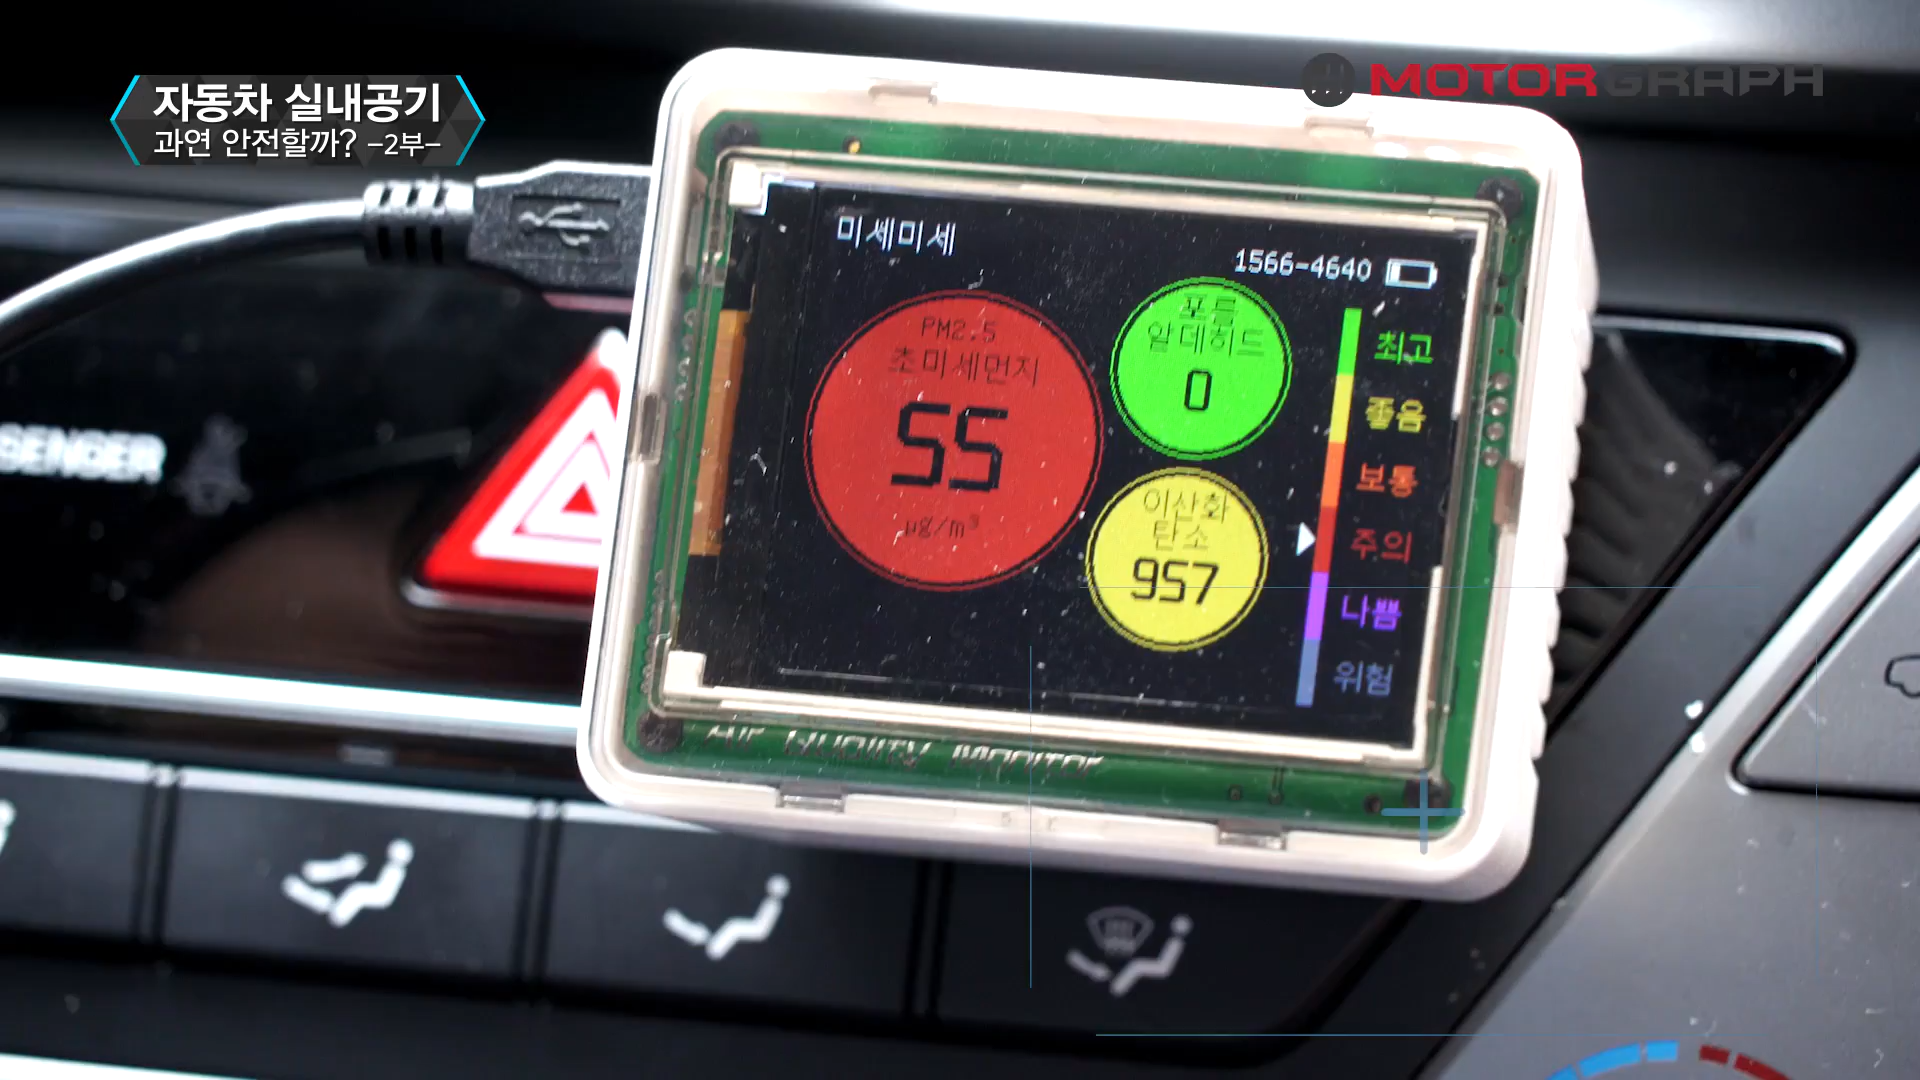 자동차 실내공기
과연 안전할까? -2부-
MOTORGRAPH
미세미세
1566-4640
PM2.5
초미세먼지
55
µg/m³
포름
알데히드
0
이산화
탄소
957
최고
좋음
보통
주의
나쁨
위험
Air Quality Monitor
SENGER